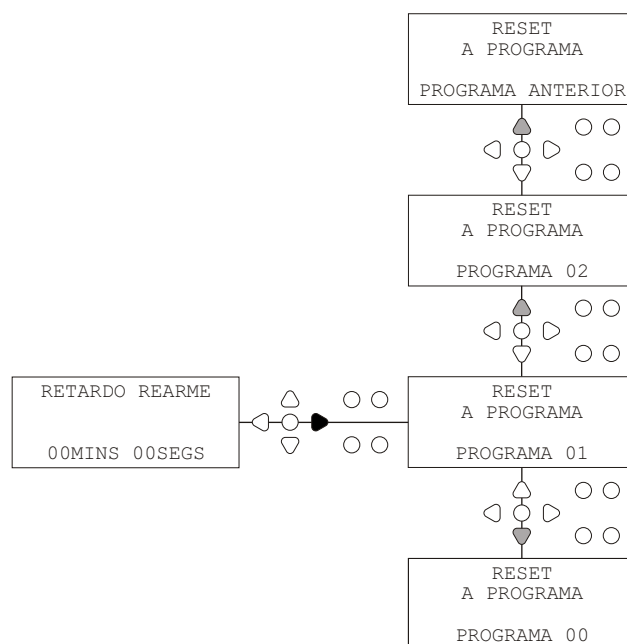 RESET
A PROGRAMA
PROGRAMA ANTERIOR
RESET
A PROGRAMA
PROGRAMA 02
RETARDO REARME
00MINS 00SEGS
RESET
A PROGRAMA
PROGRAMA 01
RESET
A PROGRAMA
PROGRAMA 00